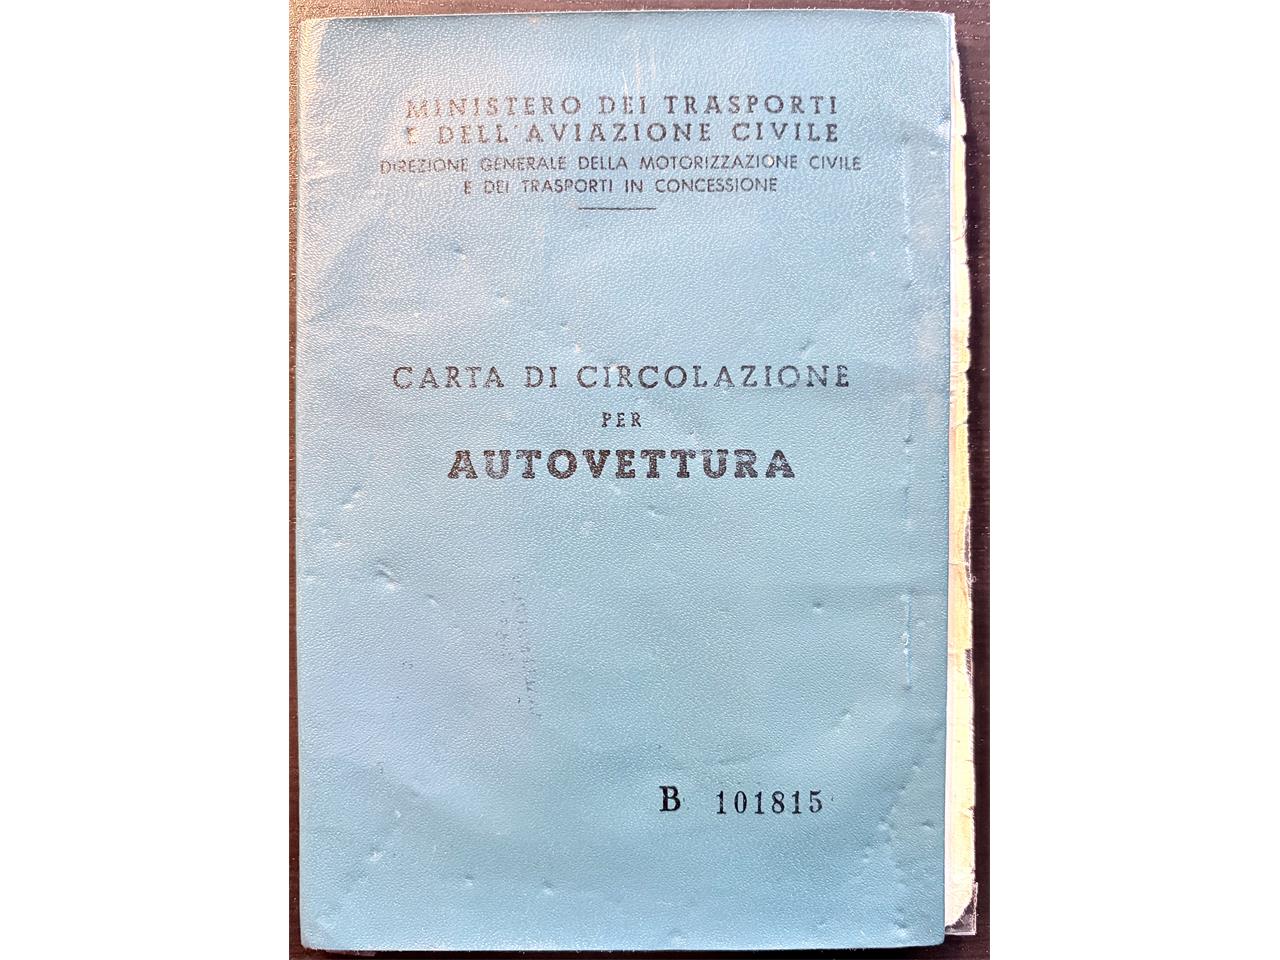 MINISTERO DEI TRASPORTI
E DELL'AVIAZIONE CIVILE
DIREZIONE GENERALE DELLA MOTORIZZAZIONE CIVILE
E DEI TRASPORTI IN CONCESSIONE
CARTA DI CIRCOLAZIONE
PER
AUTOVETTURA
B 101815